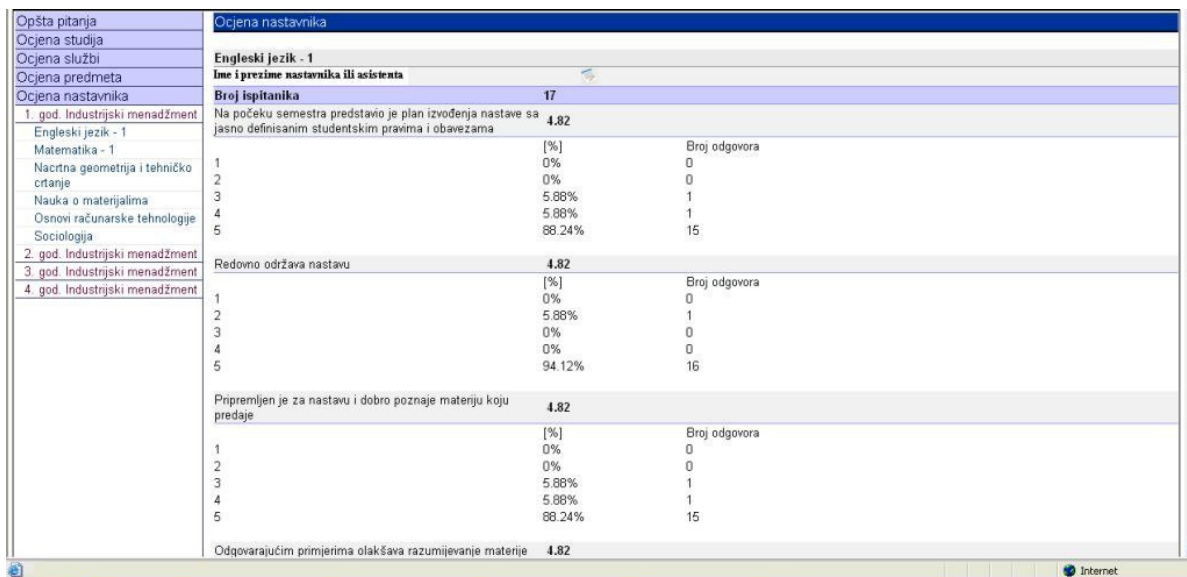 Opšta pitanja
Ocjena studija
Ocjena službi
Ocjena predmeta
Ocjena nastavnika
1. god. Industrijski menadžment
Engleski jezik - 1
Matematika - 1
Nacrtna geometrija i tehničko
crtanje
Nauka o materijalima
Osnovi računarske tehnologije
Sociologija
2. god. Industrijski menadžment
3. god. Industrijski menadžment
4. god. Industrijski menadžment
Ocjena nastavnika
Engleski jezik - 1
Ime i prezime nastavnika ili asistenta
Broj ispitanika 17
Na početku semestra predstavio je plan izvođenja nastave sa
jasno definisanim studentskim pravima i obavezama 4.82
[%] Broj odgovora
1 0% 0
2 0% 0
3 5.88% 1
4 5.88% 1
5 88.24% 15
Redovno održava nastavu 4.82
[%] Broj odgovora
1 0% 0
2 5.88% 1
3 0% 0
4 0% 0
5 94.12% 16
Pripremljen je za nastavu i dobro poznaje materiju koju
predaje 4.82
[%] Broj odgovora
1 0% 0
2 0% 0
3 5.88% 1
4 5.88% 1
5 88.24% 15
Odgovarajućim primjerima olakšava razumijevanje materije 4.82
Internet